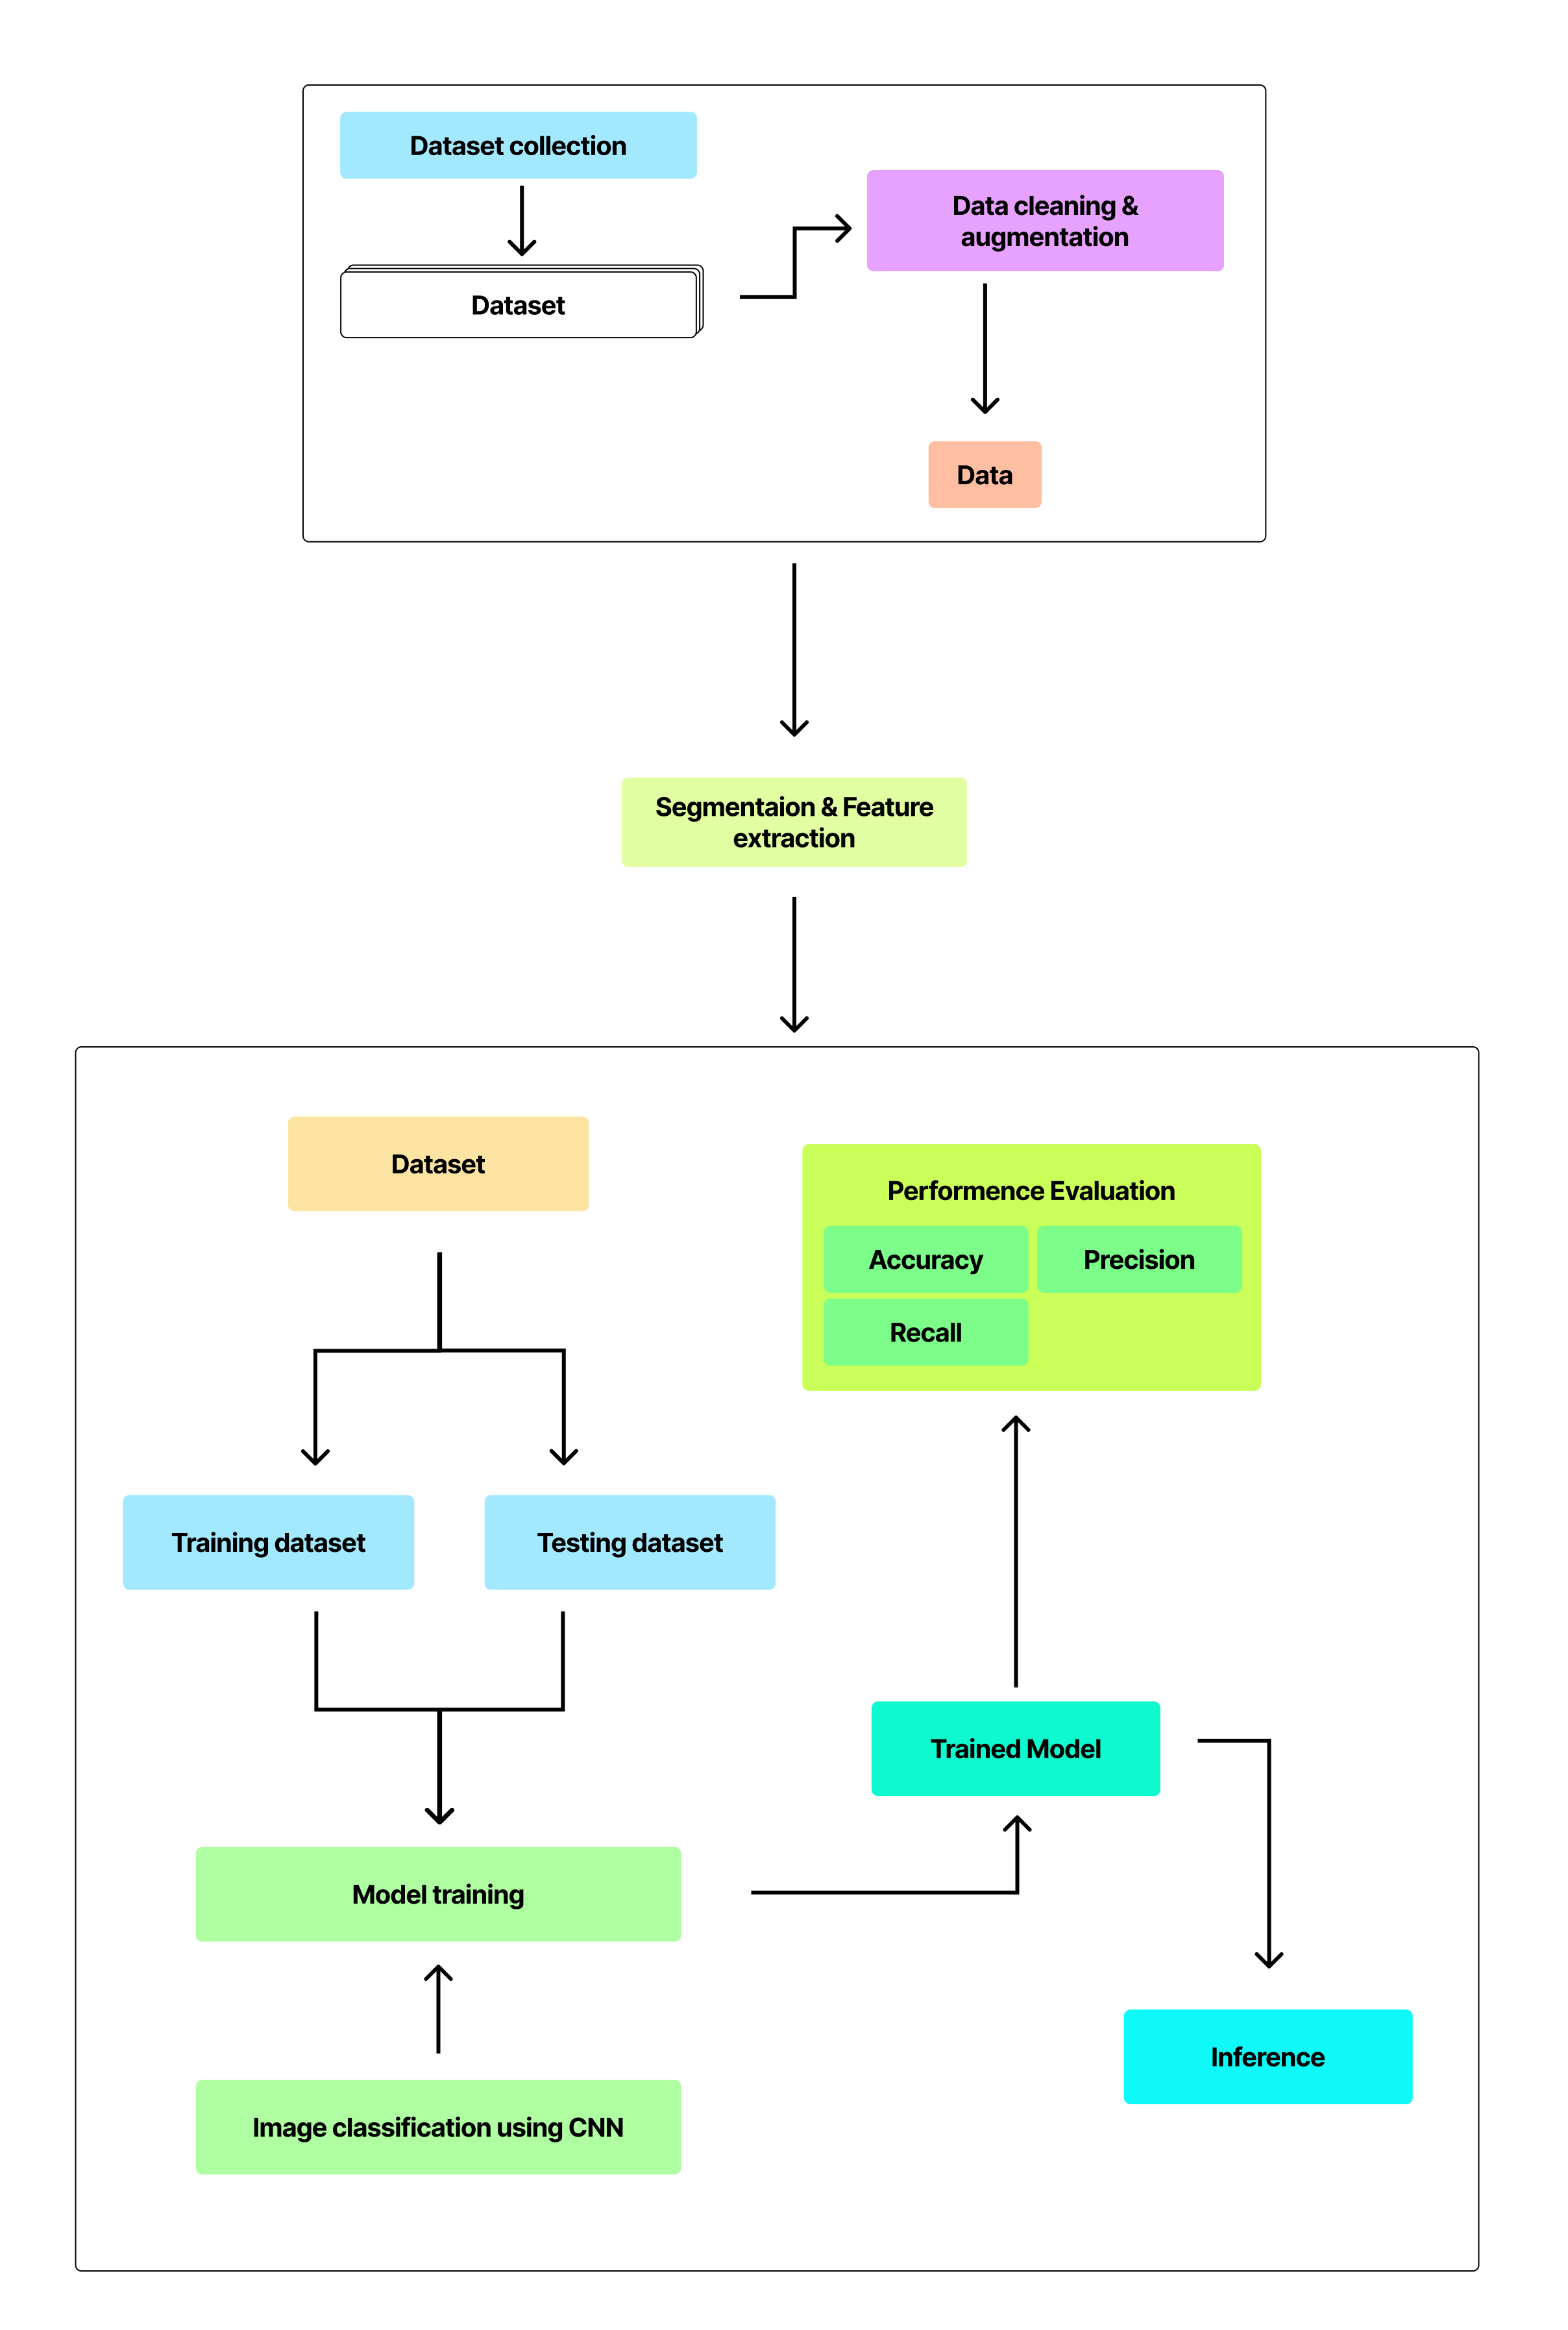 Dataset collection
Data cleaning &
augmentation
Dataset
Data
Segmentaion & Feature
extraction
Dataset
Performence Evaluation
Accuracy
Precision
Recall
Training dataset
Testing dataset
Trained Model
Model training
Inference
Image classification using CNN